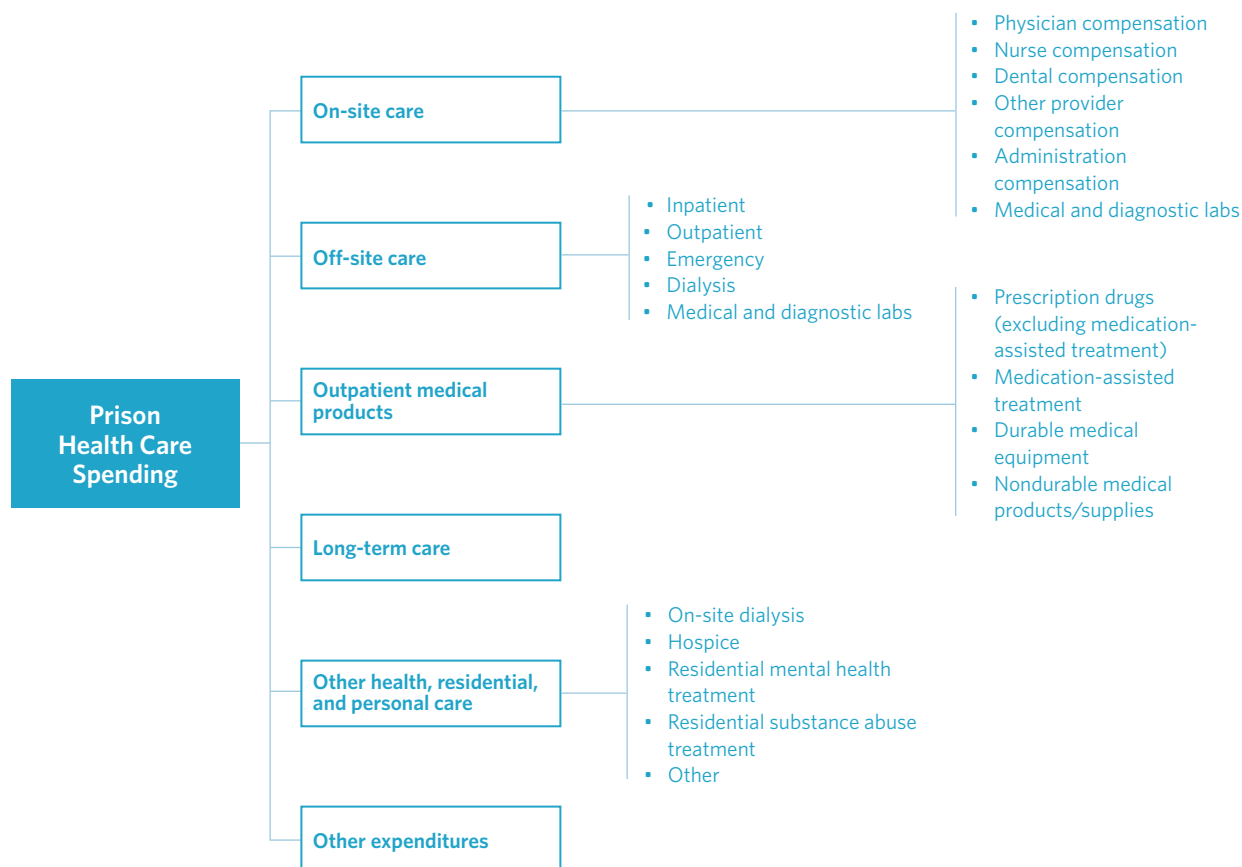 Prison
Health Care
Spending
On-site care
• Physician compensation
• Nurse compensation
• Dental compensation
• Other provider
compensation
• Administration
compensation
• Medical and diagnostic labs
Off-site care
• Inpatient
• Outpatient
• Emergency
• Dialysis
• Medical and diagnostic labs
Outpatient medical
products
• Prescription drugs
(excluding medication-
assisted treatment)
• Medication-assisted
treatment
• Durable medical
equipment
• Nondurable medical
products/supplies
Long-term care
Other health, residential,
and personal care
• On-site dialysis
• Hospice
• Residential mental health
treatment
• Residential substance abuse
treatment
• Other
Other expenditures